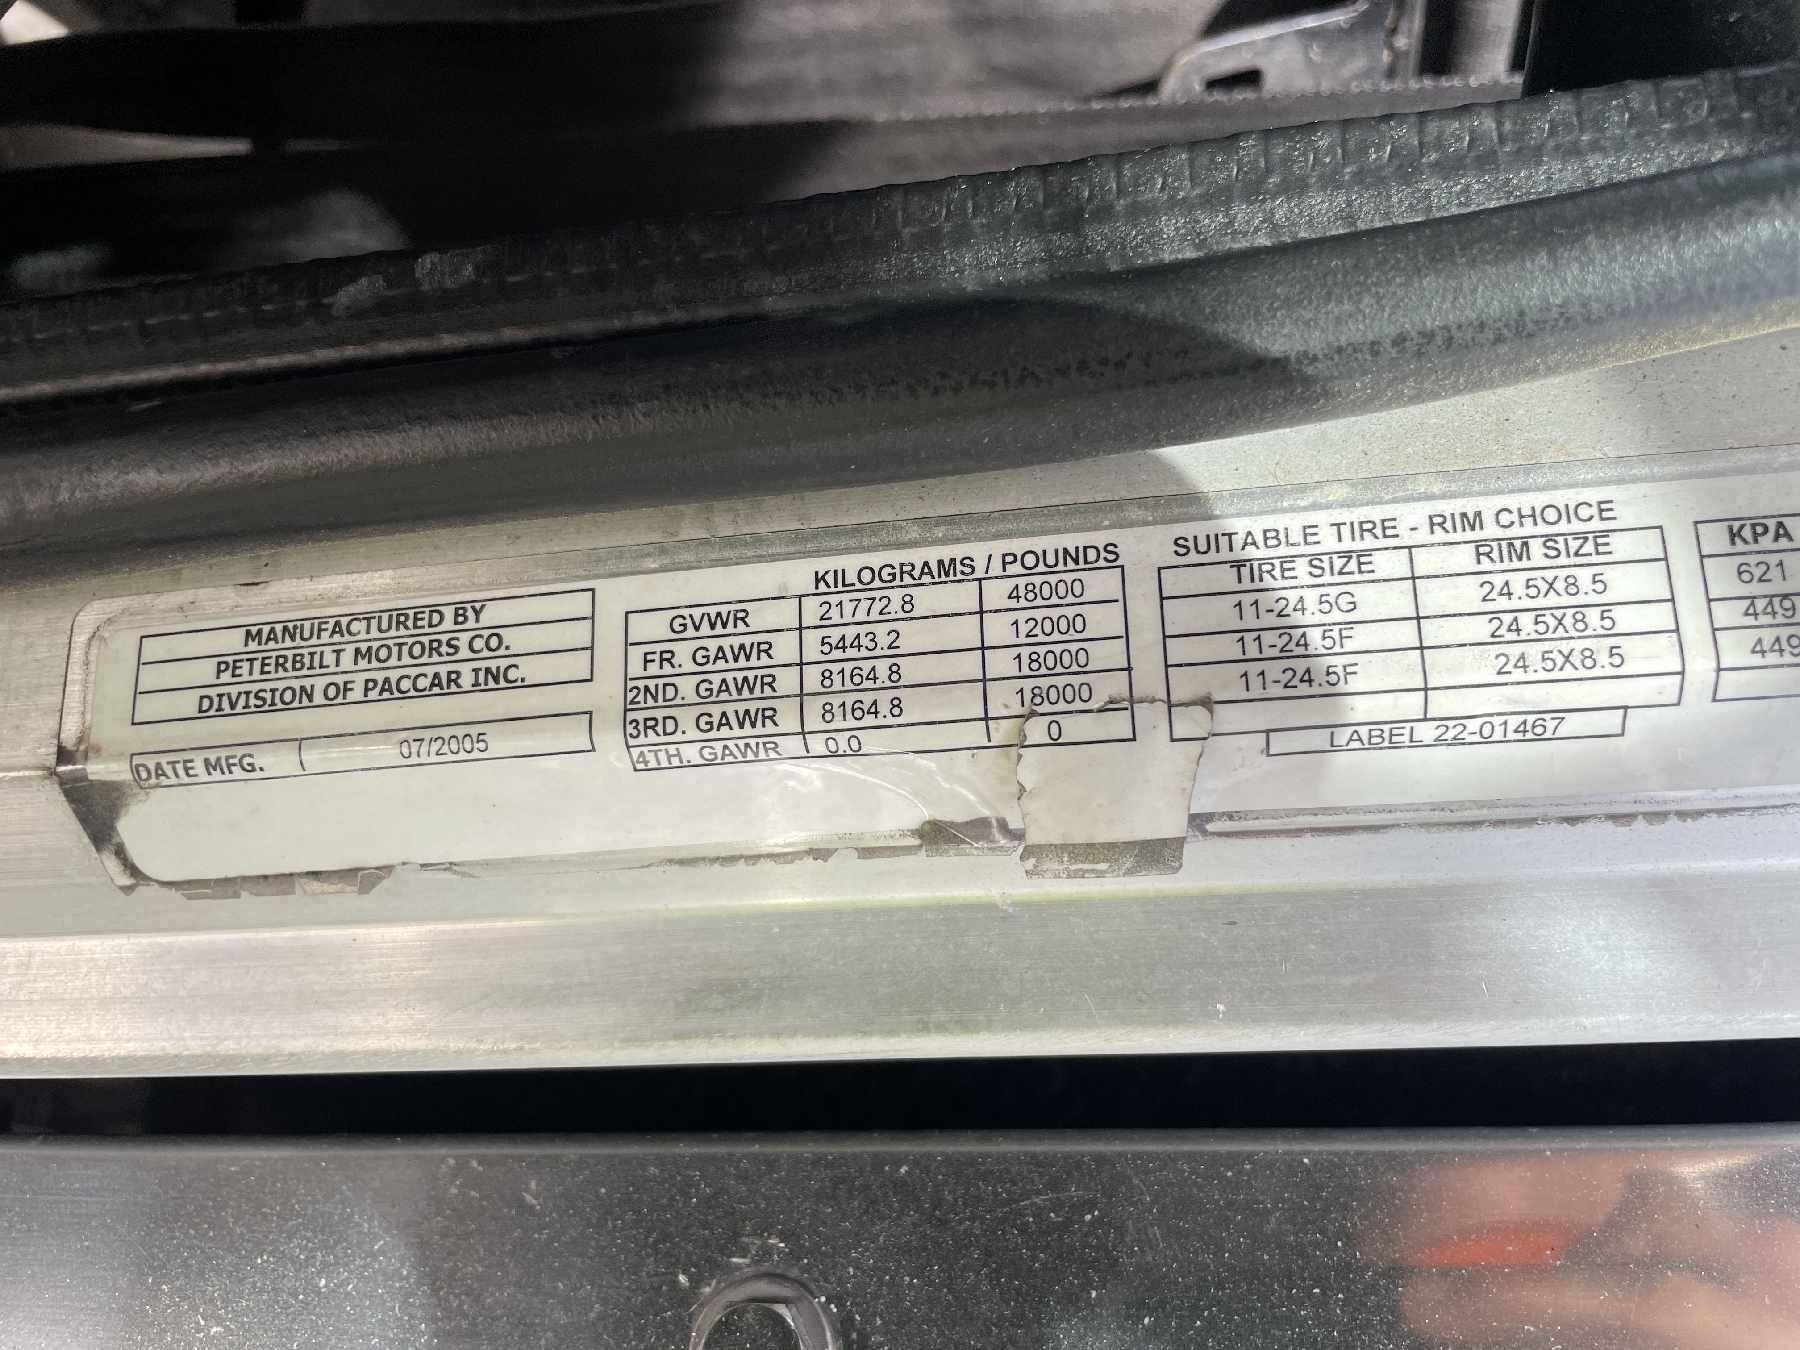 MANUFACTURED BY
PETERBILT MOTORS CO.
DIVISION OF PACCAR INC.
DATE MFG. 07/2005
KILOGRAMS / POUNDS
GVWR 21772.8 48000
FR. GAWR 5443.2 12000
2ND. GAWR 8164.8 18000
3RD. GAWR 8164.8 18000
4TH. GAWR 0.0 0
SUITABLE TIRE - RIM CHOICE
TIRE SIZE RIM SIZE
11-24.5G 24.5X8.5
11-24.5F 24.5X8.5
11-24.5F 24.5X8.5
LABEL 22-01467
KPA
621
449
449